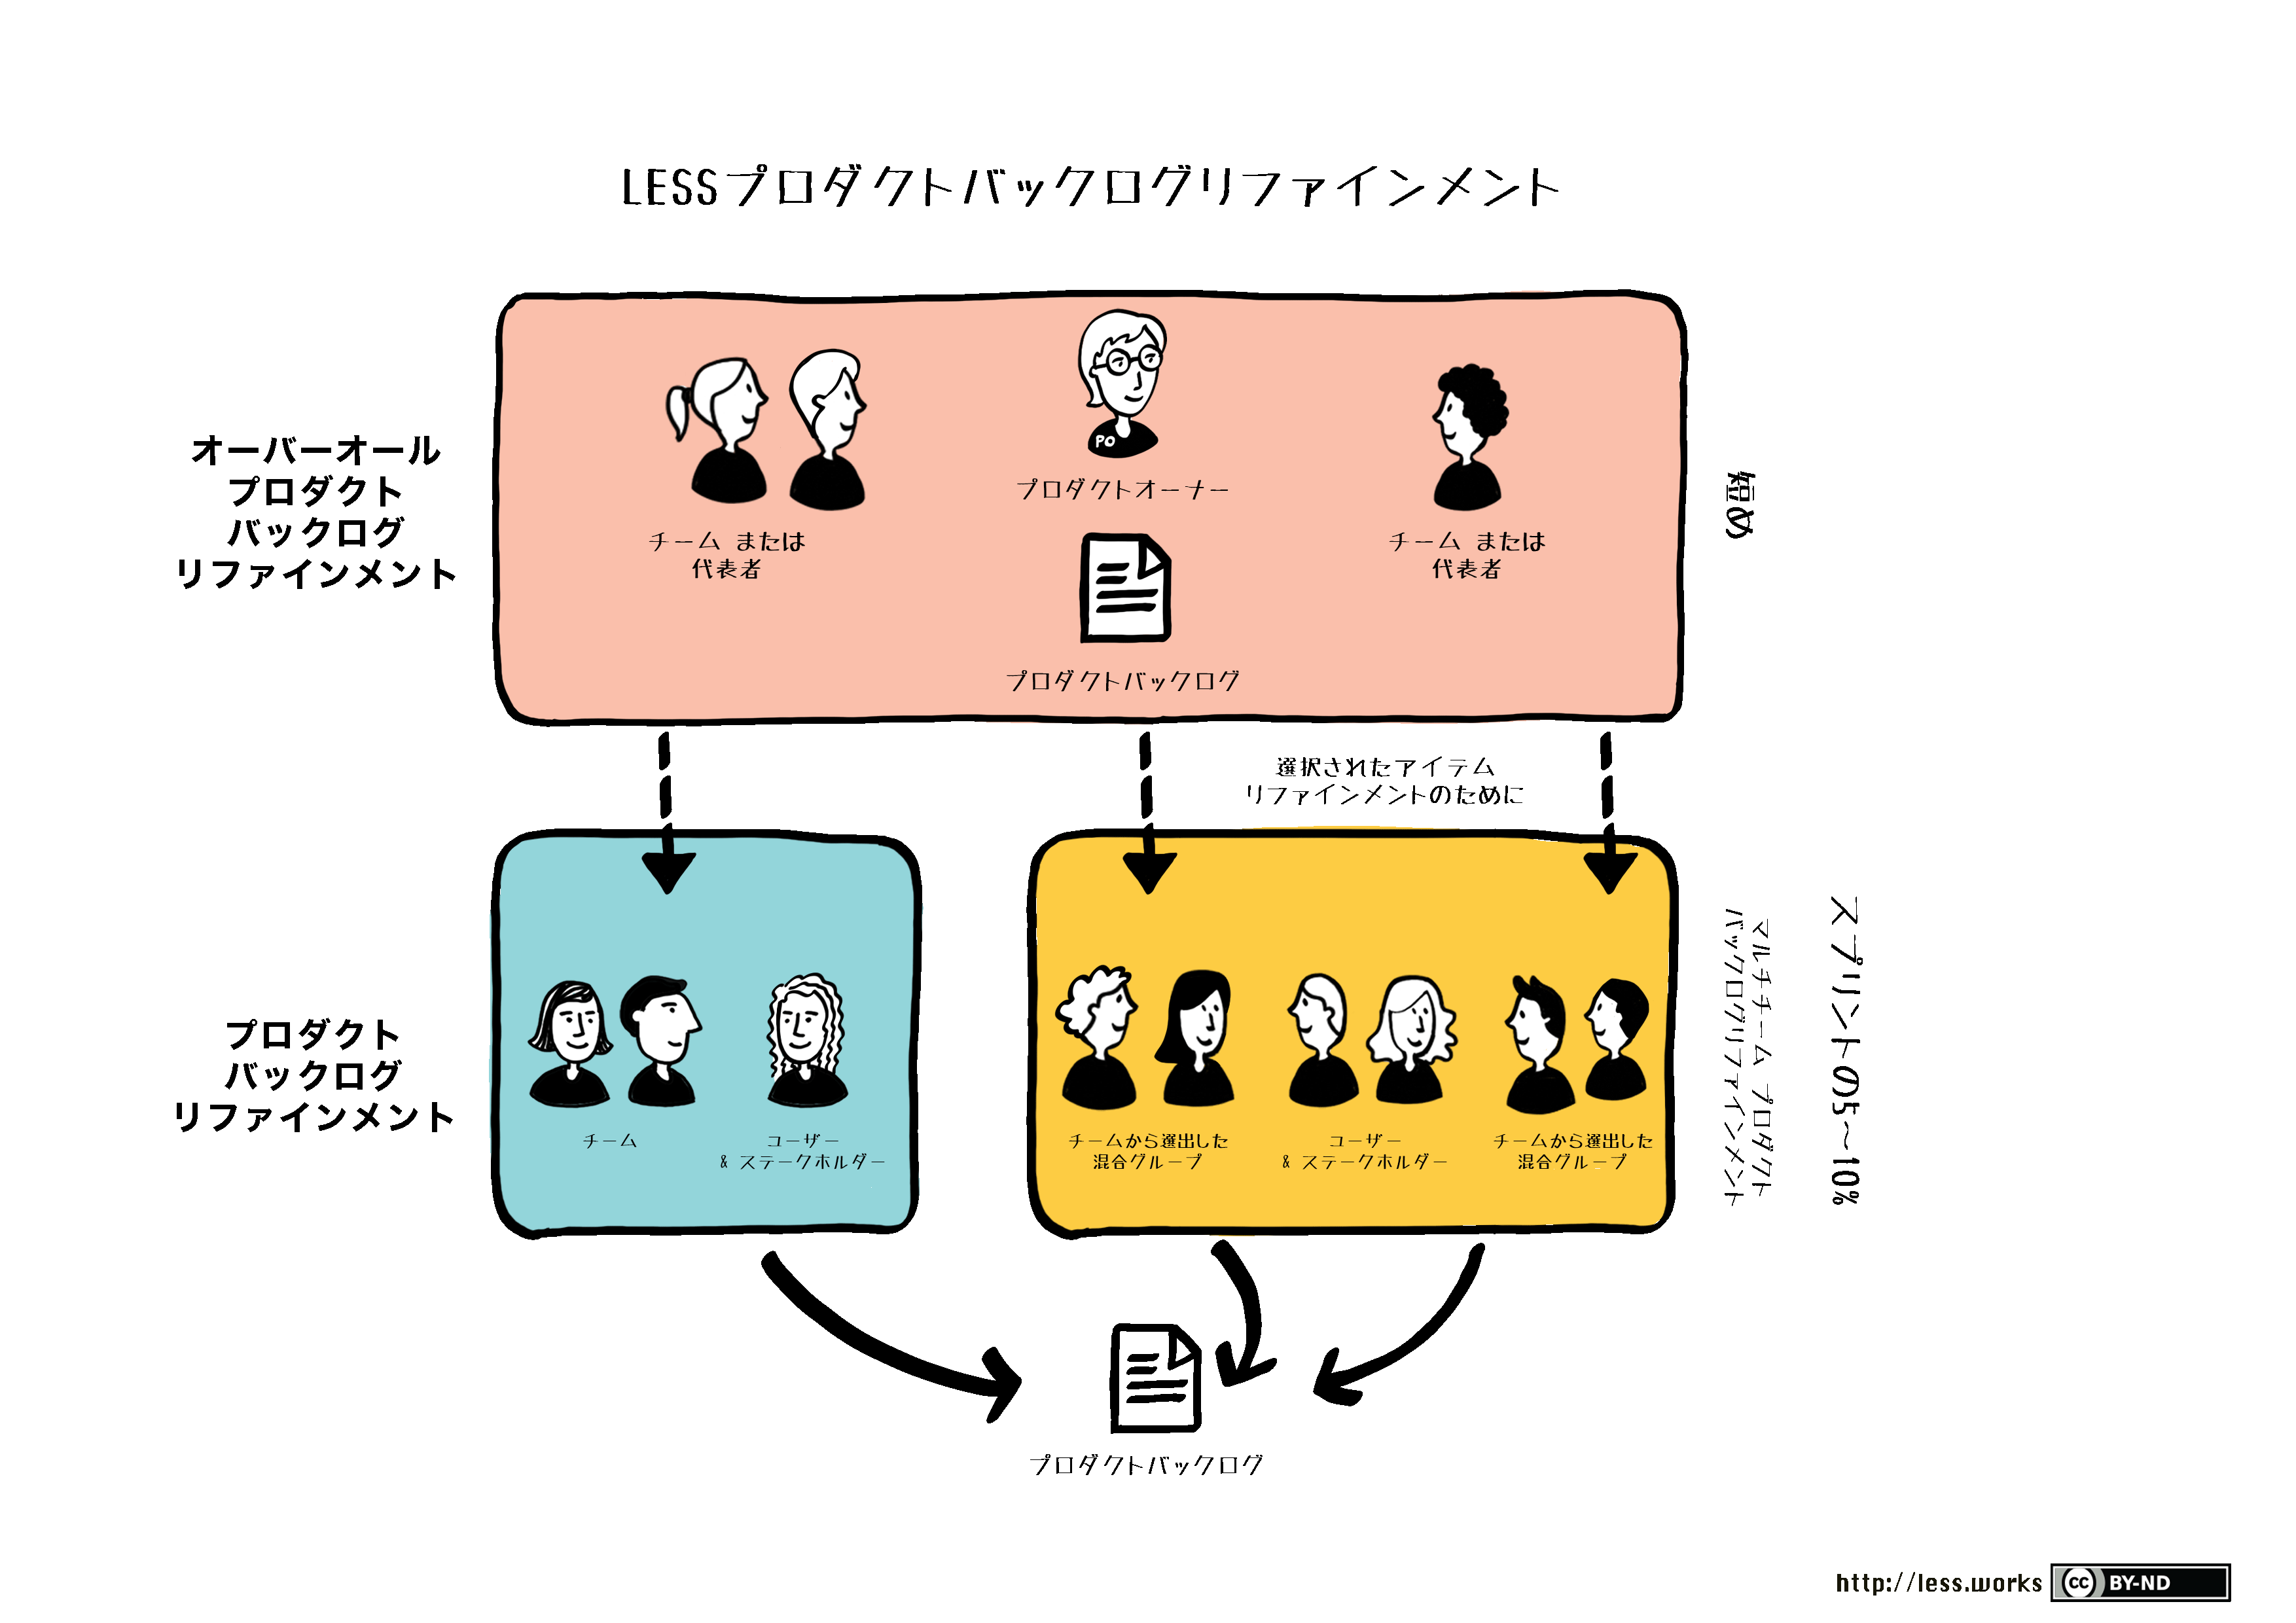 LESSプロダクトバックログリファインメント
オーバーオール
プロダクト
バックログ
リファインメント
PO
プロダクトオーナー
チーム または
代表者
チーム または
代表者
プロダクトバックログ
短め
選択されたアイテム
リファインメントのために
プロダクト
バックログ
リファインメント
チーム
ユーザー
& ステークホルダー
チームから選出した
混合グループ
ユーザー
& ステークホルダー
チームから選出した
混合グループ
マルチチーム プロダクト
バックログリファインメント
スプリントの5〜10%
プロダクトバックログ
http://less.works
cc BY-ND